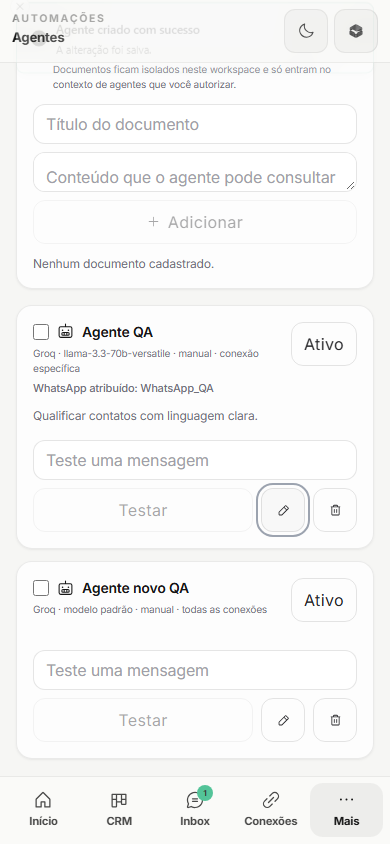 AUTOMAÇÕES
Agentes
Agente criado com sucesso
A alteração foi salva.
Documentos ficam isolados neste workspace e só entram no
contexto de agentes que você autorizar.
Título do documento
Conteúdo que o agente pode consultar
+ Adicionar
Nenhum documento cadastrado.
Agente QA
Ativo
Groq · llama-3.3-70b-versatile · manual · conexão
específica
WhatsApp atribuído: WhatsApp_QA
Qualificar contatos com linguagem clara.
Teste uma mensagem
Testar
Agente novo QA
Ativo
Groq · modelo padrão · manual · todas as conexões
Teste uma mensagem
Testar
1
Início
CRM
Inbox
Conexões
Mais